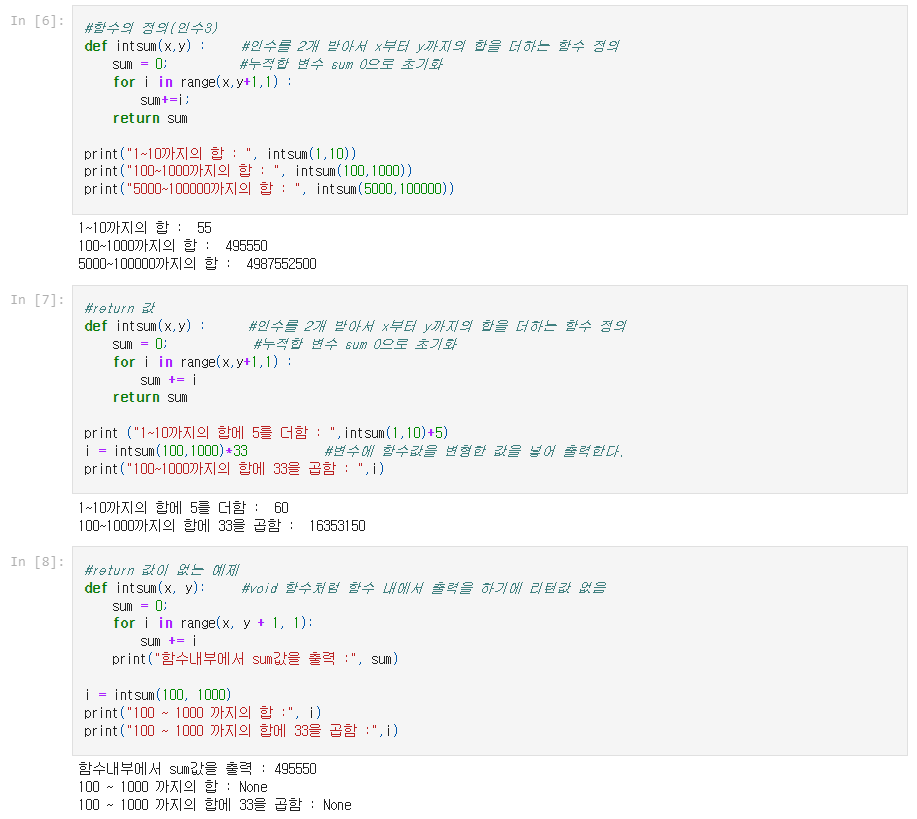 In [6]:
#함수의 정의(인수3)
def intsum(x,y) :     #인수를 2개 받아서 x부터 y까지의 합을 더하는 함수 정의
    sum = 0;          #누적합 변수 sum 0으로 초기화
    for i in range(x,y+1,1) :
        sum+=i;
    return sum

print("1~10까지의 합 : ", intsum(1,10))
print("100~1000까지의 합 : ", intsum(100,1000))
print("5000~100000까지의 합 : ", intsum(5000,100000))
1~10까지의 합 :  55
100~1000까지의 합 :  495550
5000~100000까지의 합 :  4987552500
In [7]:
#return 값
def intsum(x,y) :      #인수를 2개 받아서 x부터 y까지의 합을 더하는 함수 정의
    sum = 0;            #누적합 변수 sum 0으로 초기화
    for i in range(x,y+1,1) :
        sum += i
    return sum

print ("1~10까지의 합에 5를 더함 : ",intsum(1,10)+5)
i = intsum(100,1000)*33           #변수에 함수값을 변형한 값을 넣어 출력한다.
print("100~1000까지의 합에 33을 곱함 : ",i)
1~10까지의 합에 5를 더함 :  60
100~1000까지의 합에 33을 곱함 :  16353150
In [8]:
#return 값이 없는 예제
def intsum(x, y):     #void 함수처럼 함수 내에서 출력을 하기에 리턴값 없음
    sum = 0;
    for i in range(x, y + 1, 1):
        sum += i
    print("함수내부에서 sum값을 출력 :", sum)

i = intsum(100, 1000)
print("100 ~ 1000 까지의 합 :", i)
print("100 ~ 1000 까지의 합에 33을 곱함 :",i)
함수내부에서 sum값을 출력 : 495550
100 ~ 1000 까지의 합 : None
100 ~ 1000 까지의 합에 33을 곱함 : None